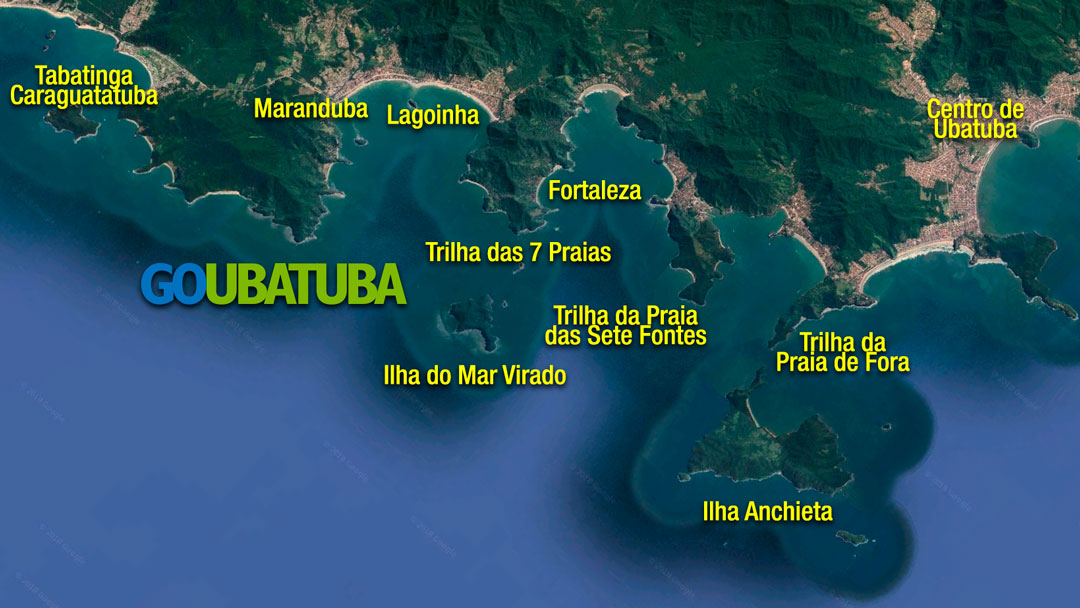 Tabatinga
Caraguatatuba
Maranduba
Lagoinha
Centro de
Ubatuba
Fortaleza
Trilha das 7 Praias
GOUBATUBA
Trilha da Praia
das Sete Fontes
Trilha da
Praia de Fora
Ilha do Mar Virado
Ilha Anchieta